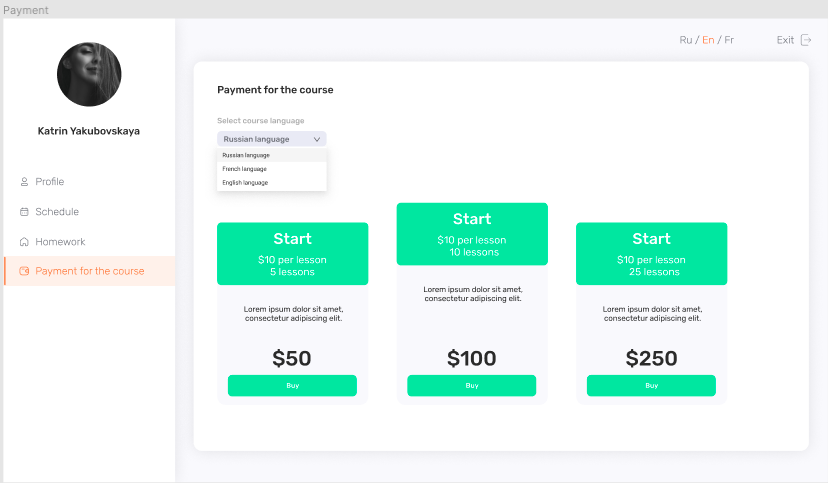 Payment
Ru / En / Fr
Exit
Katrin Yakubovskaya
Profile
Schedule
Homework
Payment for the course
Payment for the course
Select course language
Russian language
Russian language
French language
English language
Start
$10 per lesson
5 lessons
Lorem ipsum dolor sit amet,
consectetur adipiscing elit.
$50
Buy
Start
$10 per lesson
10 lessons
Lorem ipsum dolor sit amet,
consectetur adipiscing elit.
$100
Buy
Start
$10 per lesson
25 lessons
Lorem ipsum dolor sit amet,
consectetur adipiscing elit.
$250
Buy